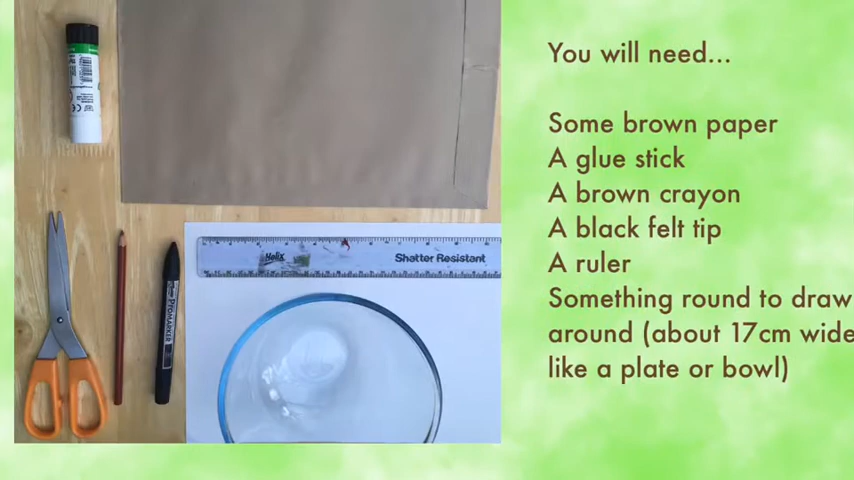 You will need...
Some brown paper
A glue stick
A brown crayon
A black felt tip
A ruler
Something round to draw
around (about 17cm wide
like a plate or bowl)
Helix
Shatter Resistant
PROMARKER